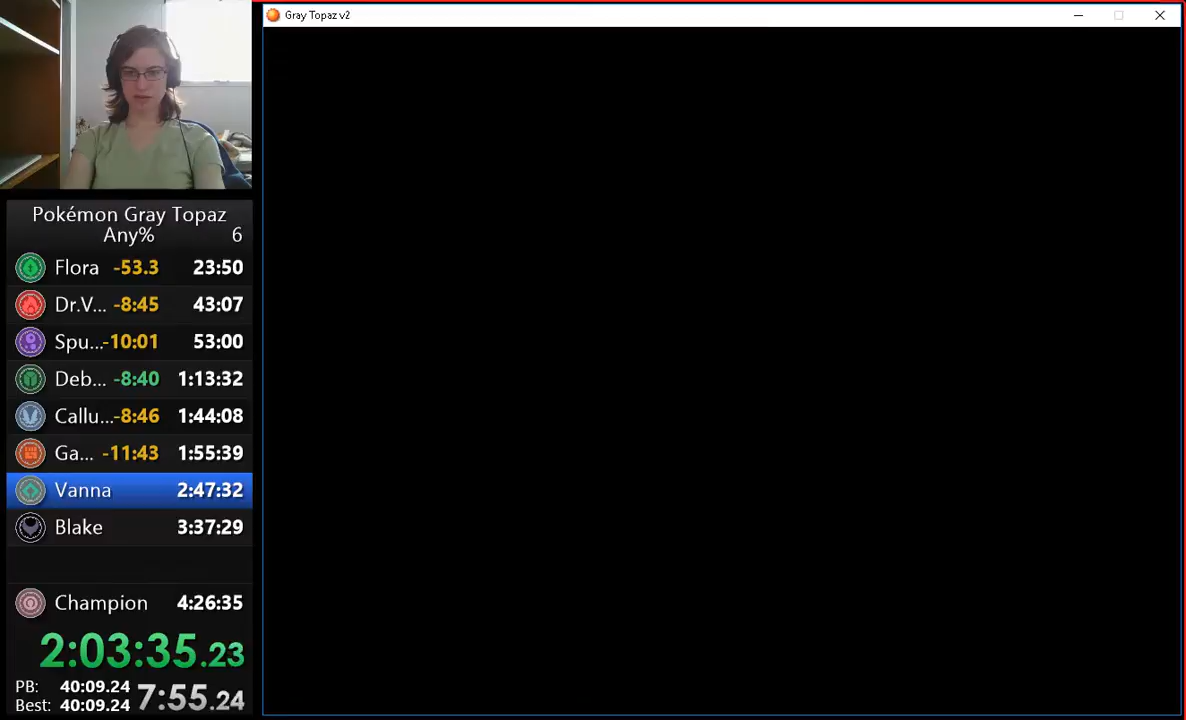 Gray Topaz v2
Pokémon Gray Topaz
Any% 6
Flora -53.3 23:50
Dr.V... -8:45 43:07
Spu... -10:01 53:00
Deb... -8:40 1:13:32
Callu... -8:46 1:44:08
Ga... -11:43 1:55:39
Vanna 2:47:32
Blake 3:37:29
Champion 4:26:35
2:03:35.23
PB: 40:09.24
Best: 40:09.24
7:55.24